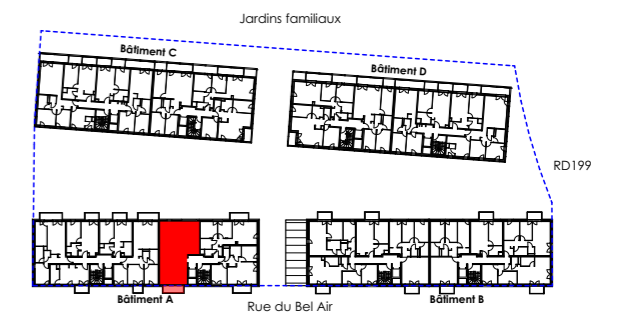 Jardins familiaux
Bâtiment C
Bâtiment D
RD199
Bâtiment A
Rue du Bel Air
Bâtiment B